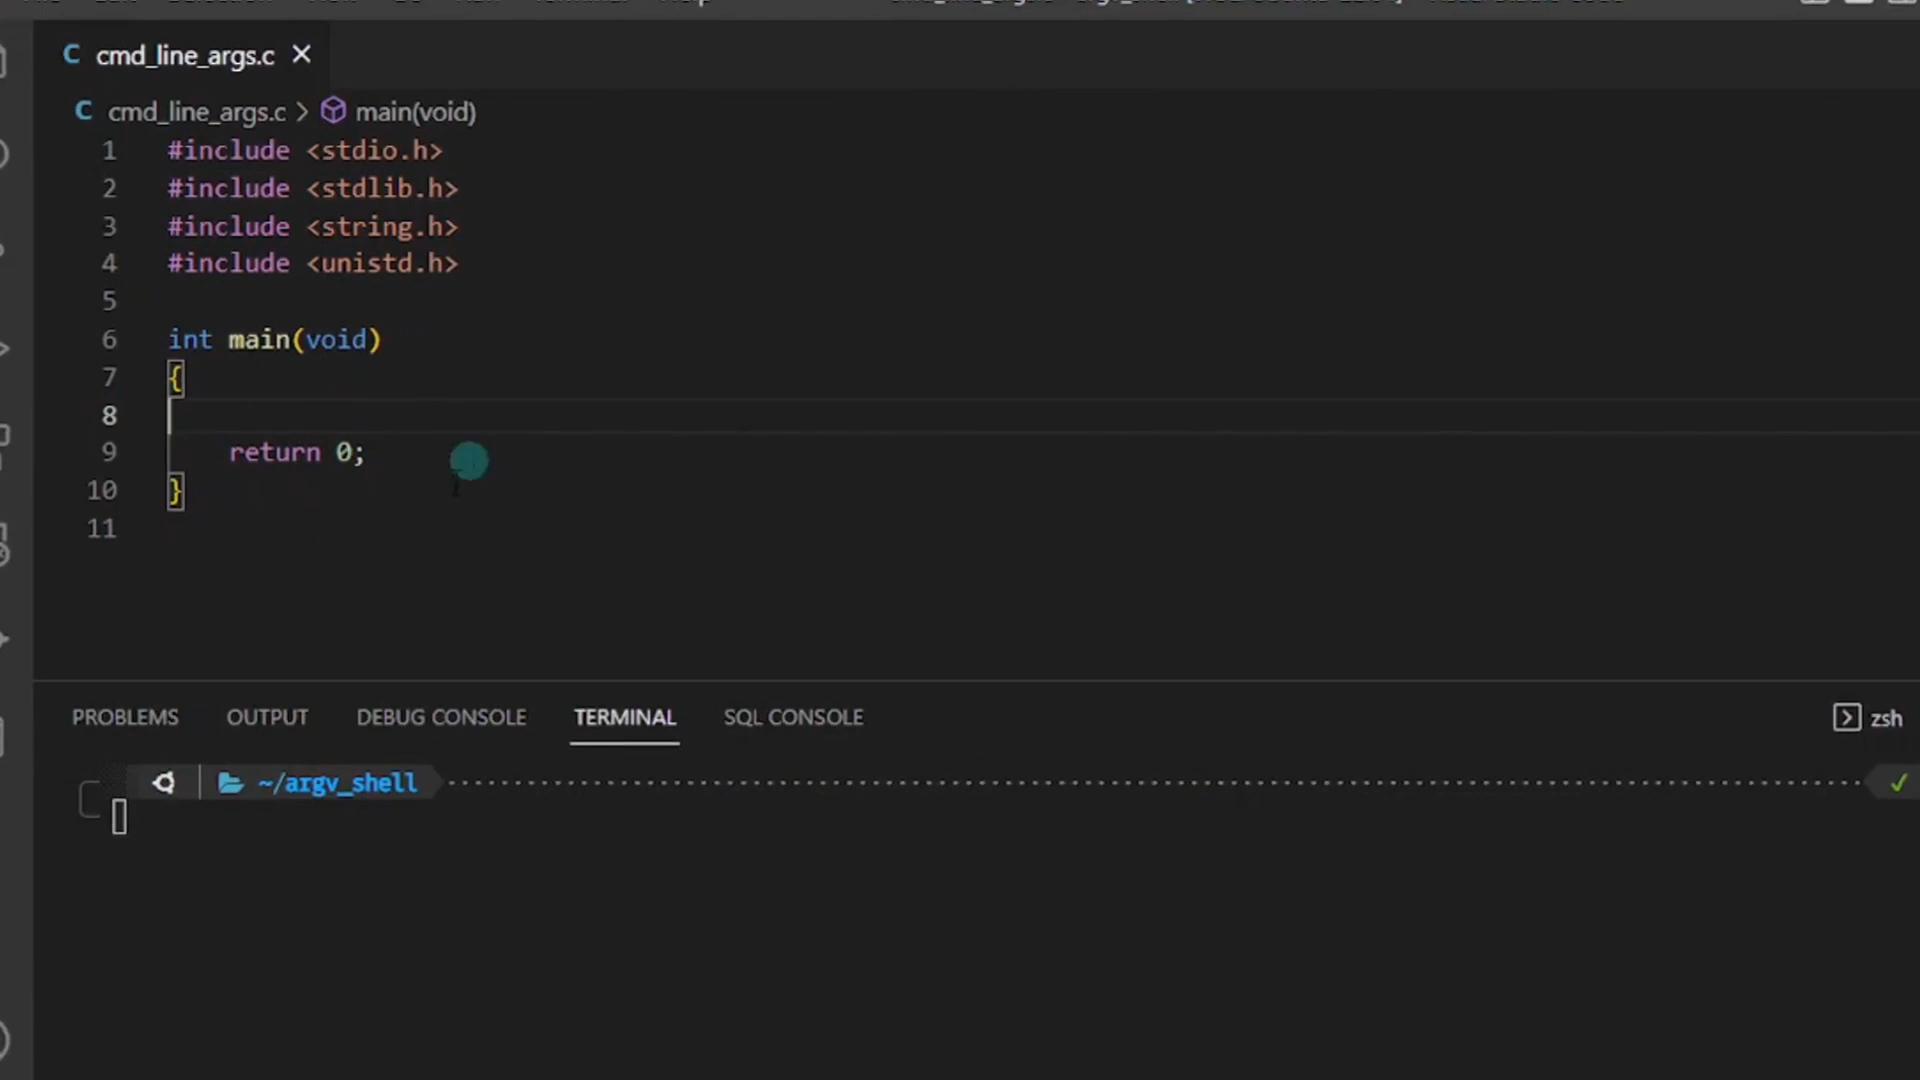 cmd_line_args.c
cmd_line_args.c > main(void)
1 #include <stdio.h>
2 #include <stdlib.h>
3 #include <string.h>
4 #include <unistd.h>
5
6 int main(void)
7 {
8
9 return 0;
10 }
11
PROBLEMS OUTPUT DEBUG CONSOLE TERMINAL SQL CONSOLE zsh
~/argv_shell